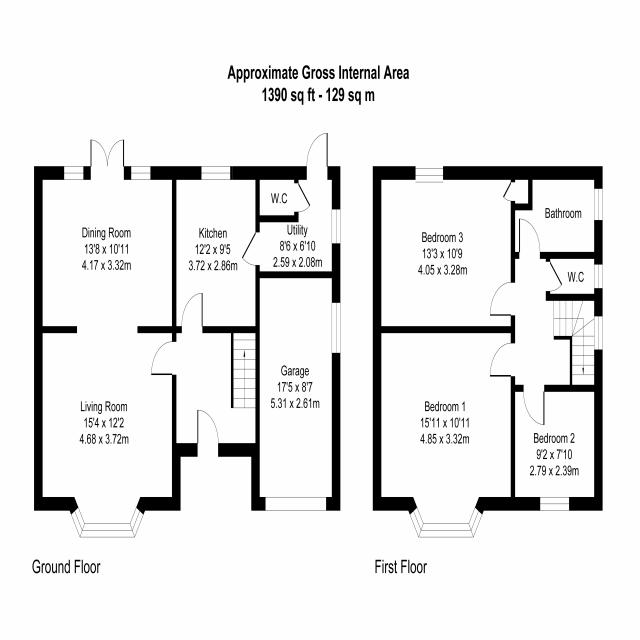 Approximate Gross Internal Area
1390 sq ft - 129 sq m
W.C
Dining Room
13'8 x 10'11
4.17 x 3.32m
Kitchen
12'2 x 9'5
3.72 x 2.86m
Utility
8'6 x 6'10
2.59 x 2.08m
Living Room
15'4 x 12'2
4.68 x 3.72m
Garage
17'5 x 8'7
5.31 x 2.61m
Ground Floor
Bedroom 3
13'3 x 10'9
4.05 x 3.28m
Bathroom
W.C
Bedroom 1
15'11 x 10'11
4.85 x 3.32m
Bedroom 2
9'2 x 7'10
2.79 x 2.39m
First Floor